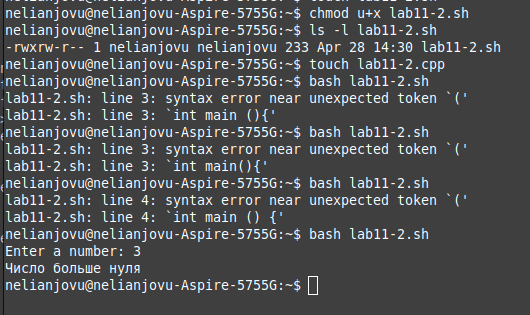 nelianjovu@nelianjovu-Aspire-5755G:~$ chmod u+x lab11-2.sh
nelianjovu@nelianjovu-Aspire-5755G:~$ ls -l lab11-2.sh
-rwxrw-r-- 1 nelianjovu nelianjovu 233 Apr 28 14:30 lab11-2.sh
nelianjovu@nelianjovu-Aspire-5755G:~$ touch lab11-2.cpp
nelianjovu@nelianjovu-Aspire-5755G:~$ bash lab11-2.sh
lab11-2.sh: line 3: syntax error near unexpected token `('
lab11-2.sh: line 3: `int main (){'
nelianjovu@nelianjovu-Aspire-5755G:~$ bash lab11-2.sh
lab11-2.sh: line 3: syntax error near unexpected token `('
lab11-2.sh: line 3: `int main(){'
nelianjovu@nelianjovu-Aspire-5755G:~$ bash lab11-2.sh
lab11-2.sh: line 4: syntax error near unexpected token `('
lab11-2.sh: line 4: `int main () {'
nelianjovu@nelianjovu-Aspire-5755G:~$ bash lab11-2.sh
Enter a number: 3
Число больше нуля
nelianjovu@nelianjovu-Aspire-5755G:~$